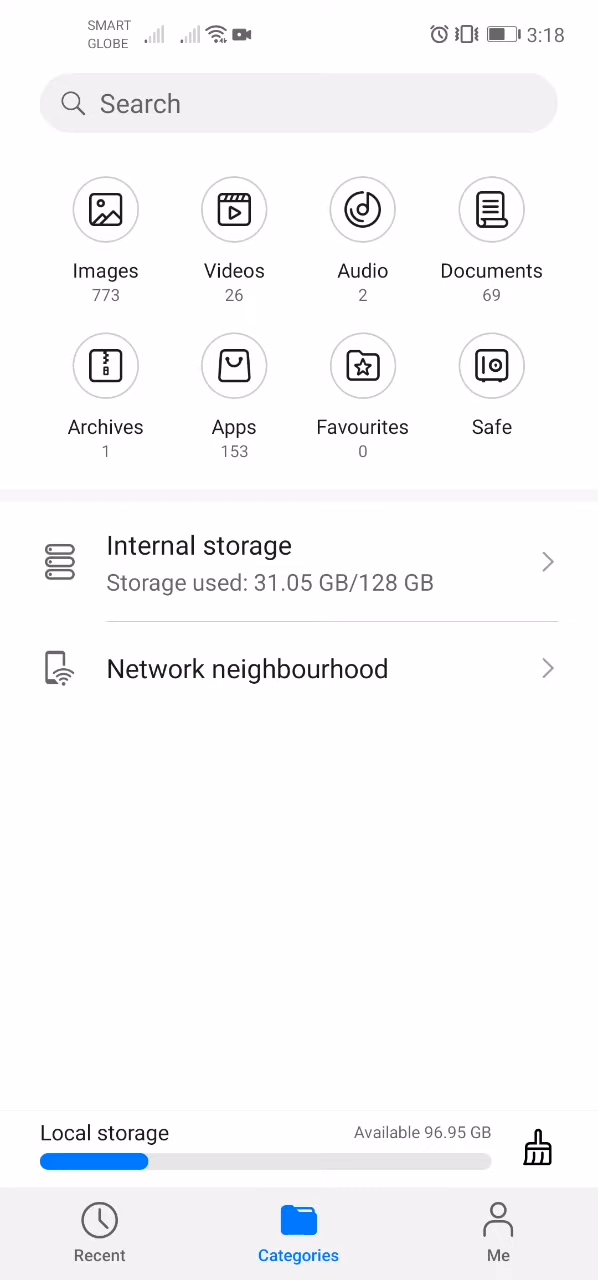 SMART
GLOBE
3:18
Search
Images
Videos
Audio
Documents
773
26
2
69
Archives
Apps
Favourites
Safe
1
153
0
Internal storage
Storage used: 31.05 GB/128 GB
Network neighbourhood
Local storage
Available 96.95 GB
Recent
Categories
Me